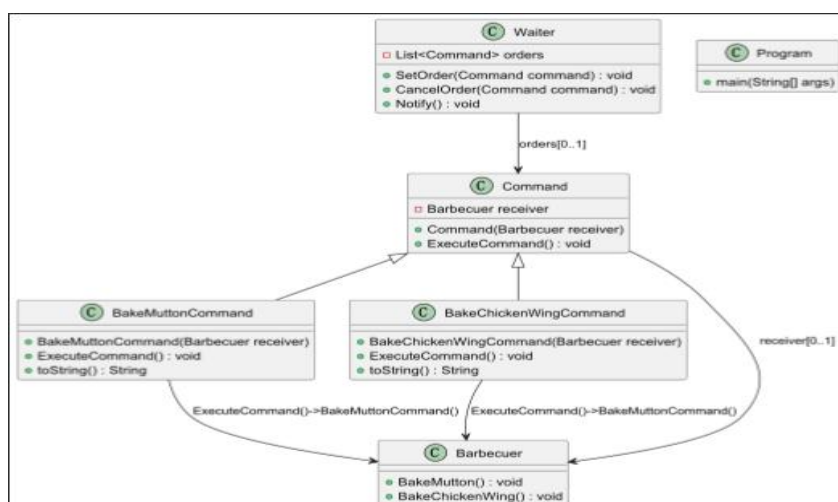 C Waiter
List<Command> orders
SetOrder(Command command) : void
CancelOrder(Command command) : void
Notify() : void
C Program
main(String[] args)
orders[0..1]
C Command
Barbecuer receiver
Command(Barbecuer receiver)
ExecuteCommand() : void
C BakeMuttonCommand
BakeMuttonCommand(Barbecuer receiver)
ExecuteCommand() : void
toString() : String
C BakeChickenWingCommand
BakeChickenWingCommand(Barbecuer receiver)
ExecuteCommand() : void
toString() : String
receiver[0..1]
ExecuteCommand()->BakeMuttonCommand()
ExecuteCommand()->BakeMuttonCommand()
C Barbecuer
BakeMutton() : void
BakeChickenWing() : void